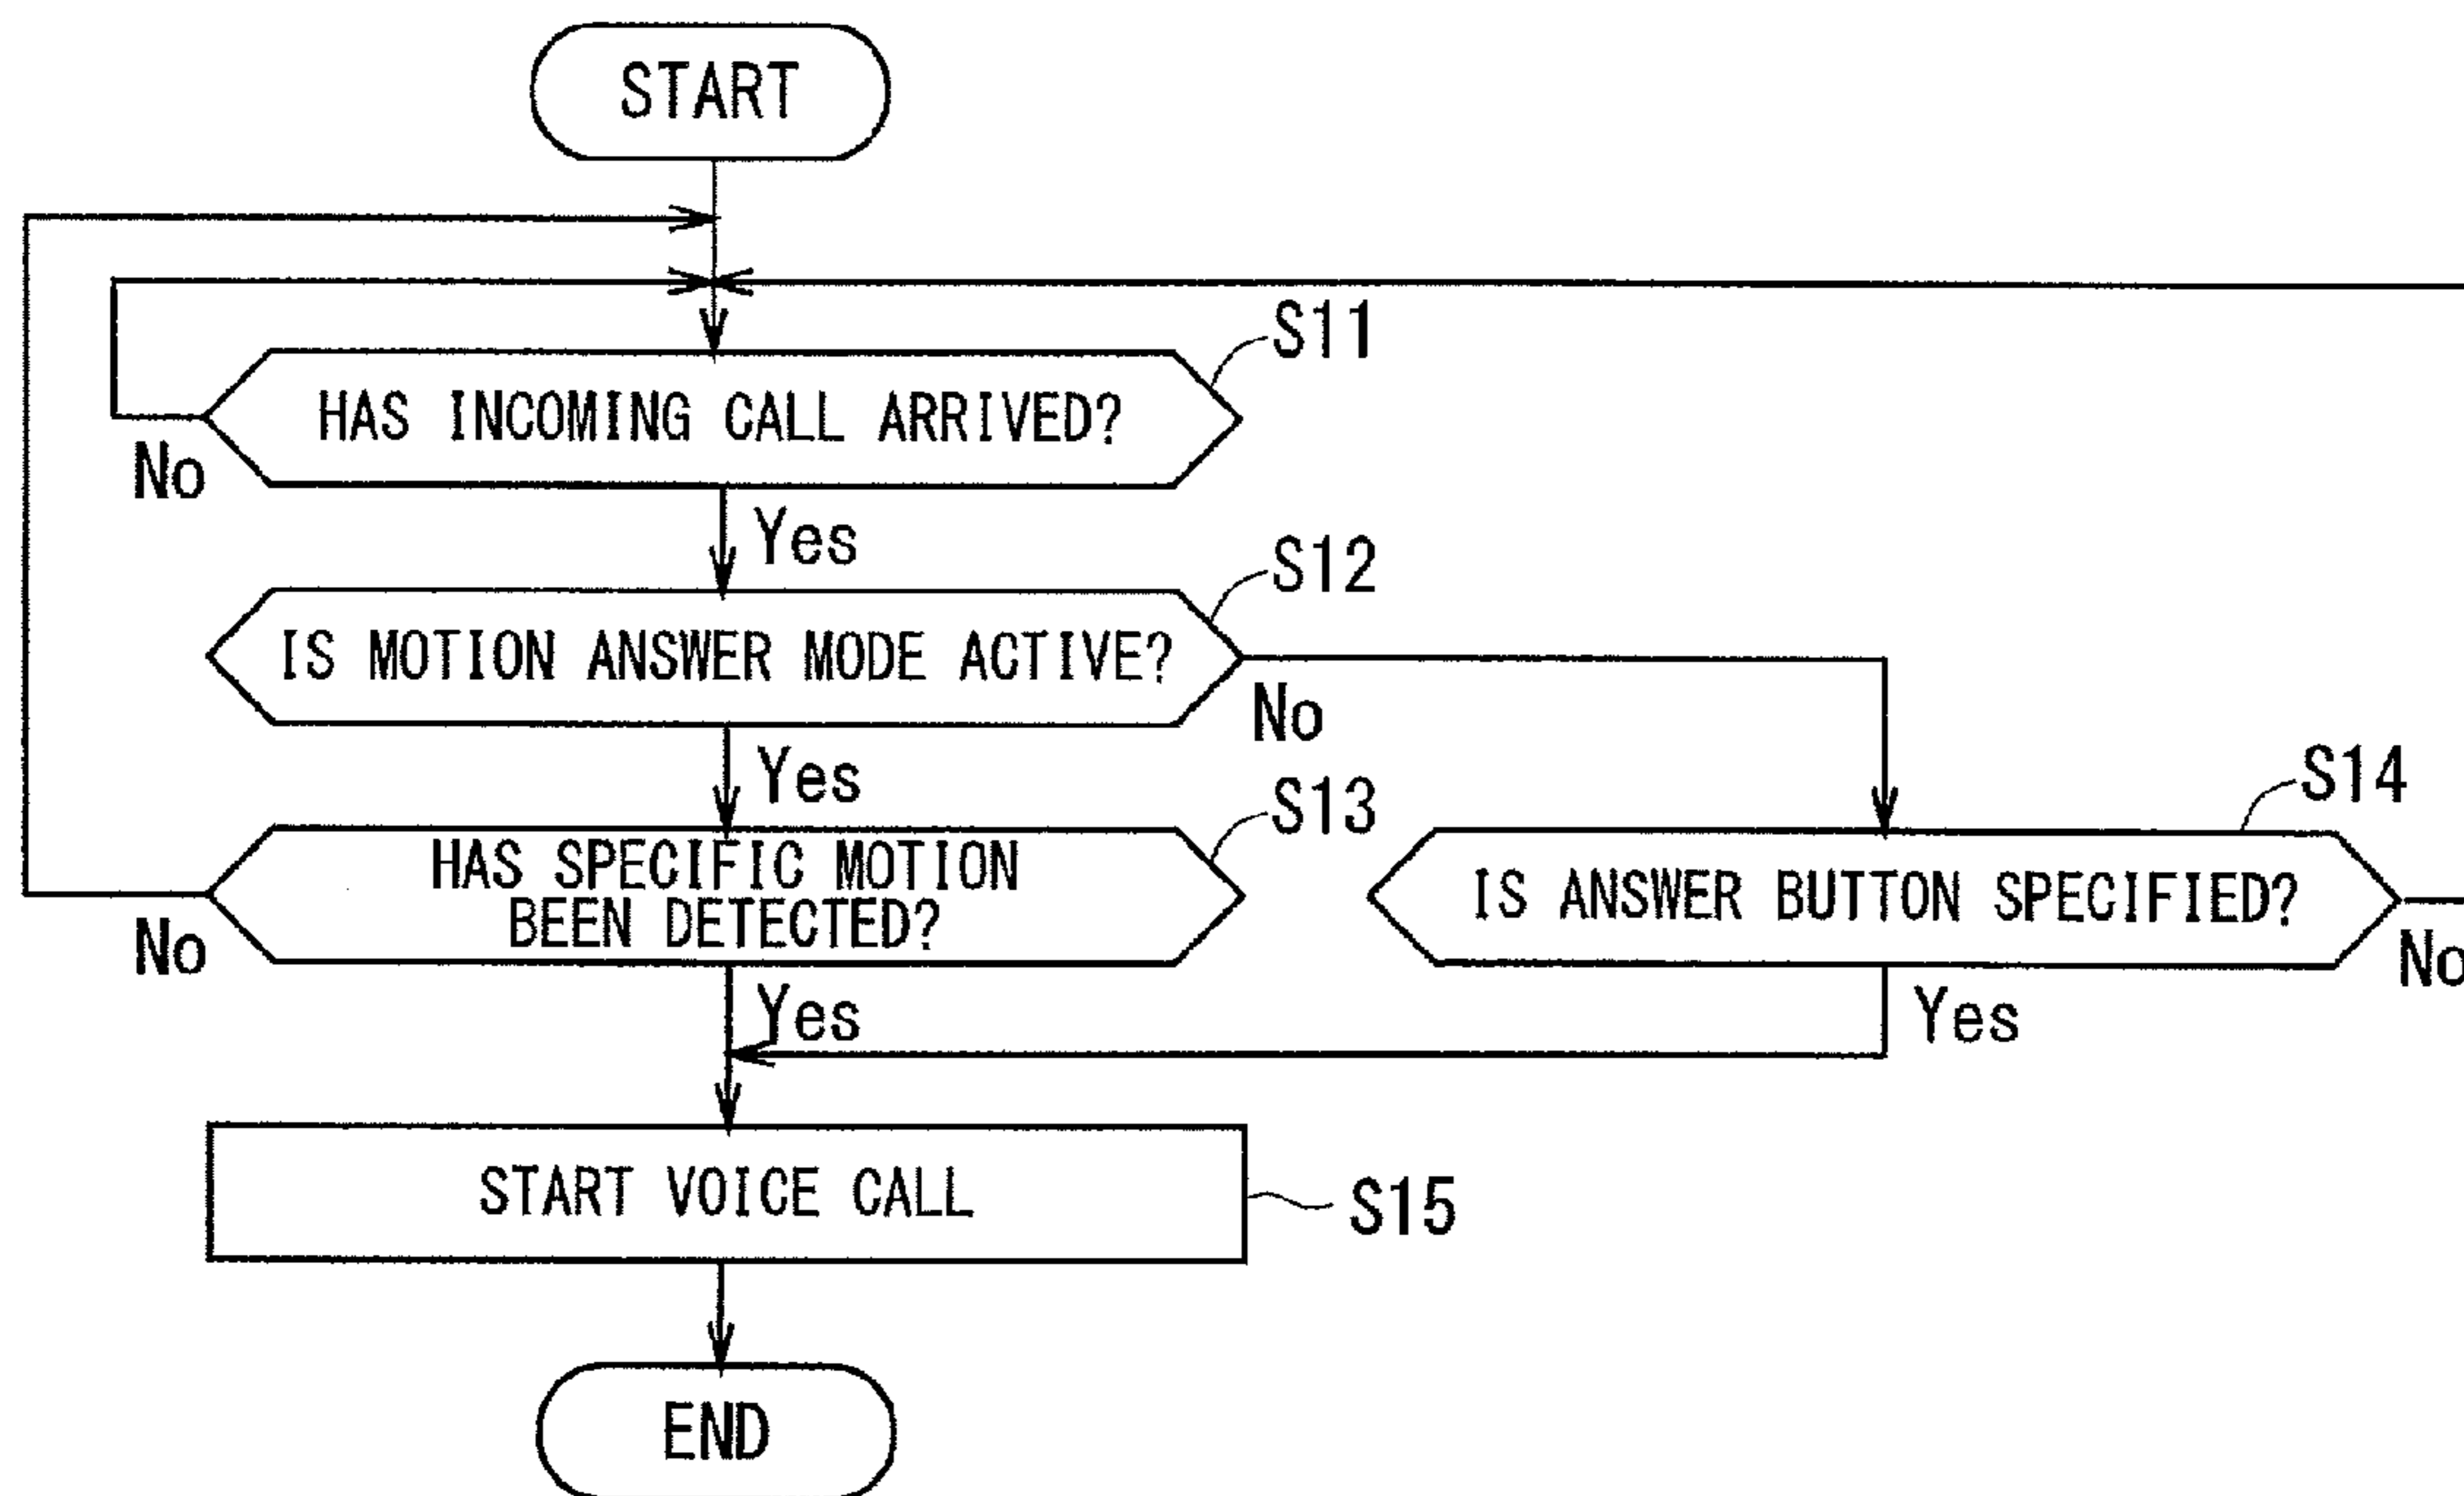 START
S11
HAS INCOMING CALL ARRIVED?
No
Yes
S12
IS MOTION ANSWER MODE ACTIVE?
No
Yes
S13
S14
HAS SPECIFIC MOTION
BEEN DETECTED?
IS ANSWER BUTTON SPECIFIED?
No
No
Yes
Yes
START VOICE CALL
S15
END